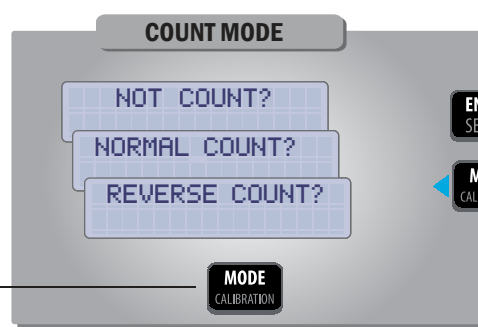 COUNT MODE
NOT COUNT?
NORMAL COUNT?
REVERSE COUNT?
MODE
CALIBRATION